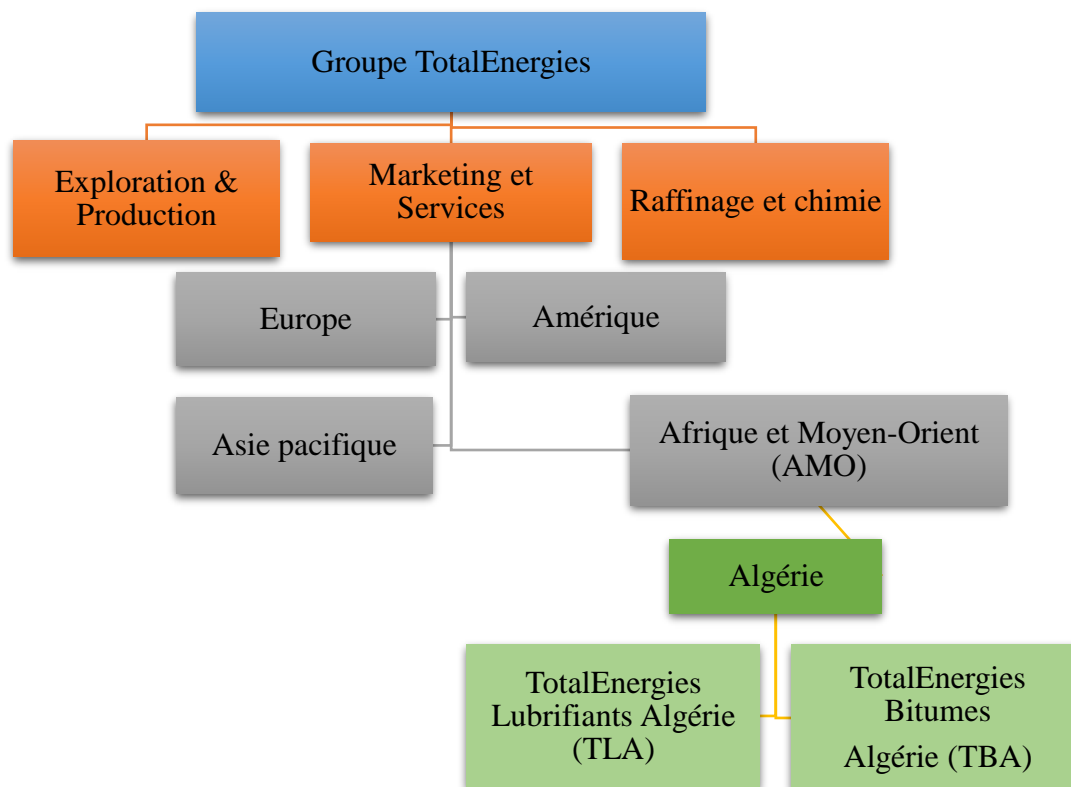 Groupe TotalEnergies
Exploration &
Production
Marketing et
Services
Raffinage et chimie
Europe
Amérique
Asie pacifique
Afrique et Moyen-Orient
(AMO)
Algérie
TotalEnergies
Lubrifiants Algérie
(TLA)
TotalEnergies
Bitumes
Algérie (TBA)